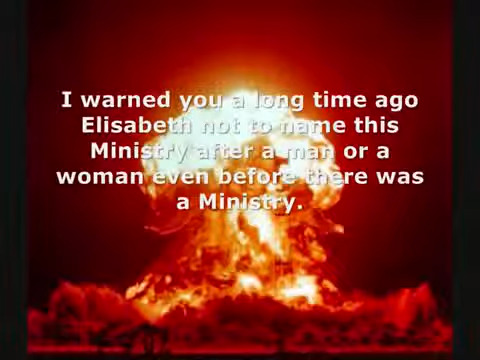 I warned you a long time ago
Elisabeth not to name this
Ministry after a man or a
woman even before there was
a Ministry.